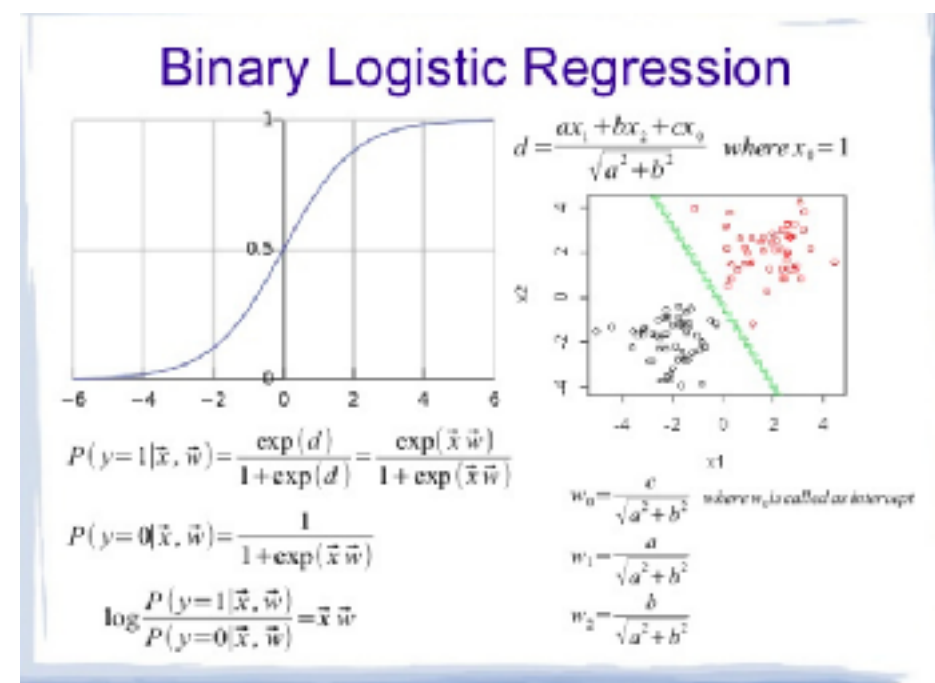 Binary Logistic Regression
d = (ax₁ + bx₂ + cx₀) / √(a² + b²) where x₀ = 1
1
0.5
0
−6 −4 −2 0 2 4 6
4
2
0
-2
-4
x2
-4 -2 0 2 4
x1
P(y=1|x⃗, w⃗) = exp(d) / (1+exp(d)) = exp(x⃗ w⃗) / (1+exp(x⃗ w⃗))
P(y=0|x⃗, w⃗) = 1 / (1+exp(x⃗ w⃗))
log P(y=1|x⃗, w⃗) / P(y=0|x⃗, w⃗) = x⃗ w⃗
w₀ = c / √(a² + b²) where w₀ is called as intercept
w₁ = a / √(a² + b²)
w₂ = b / √(a² + b²)